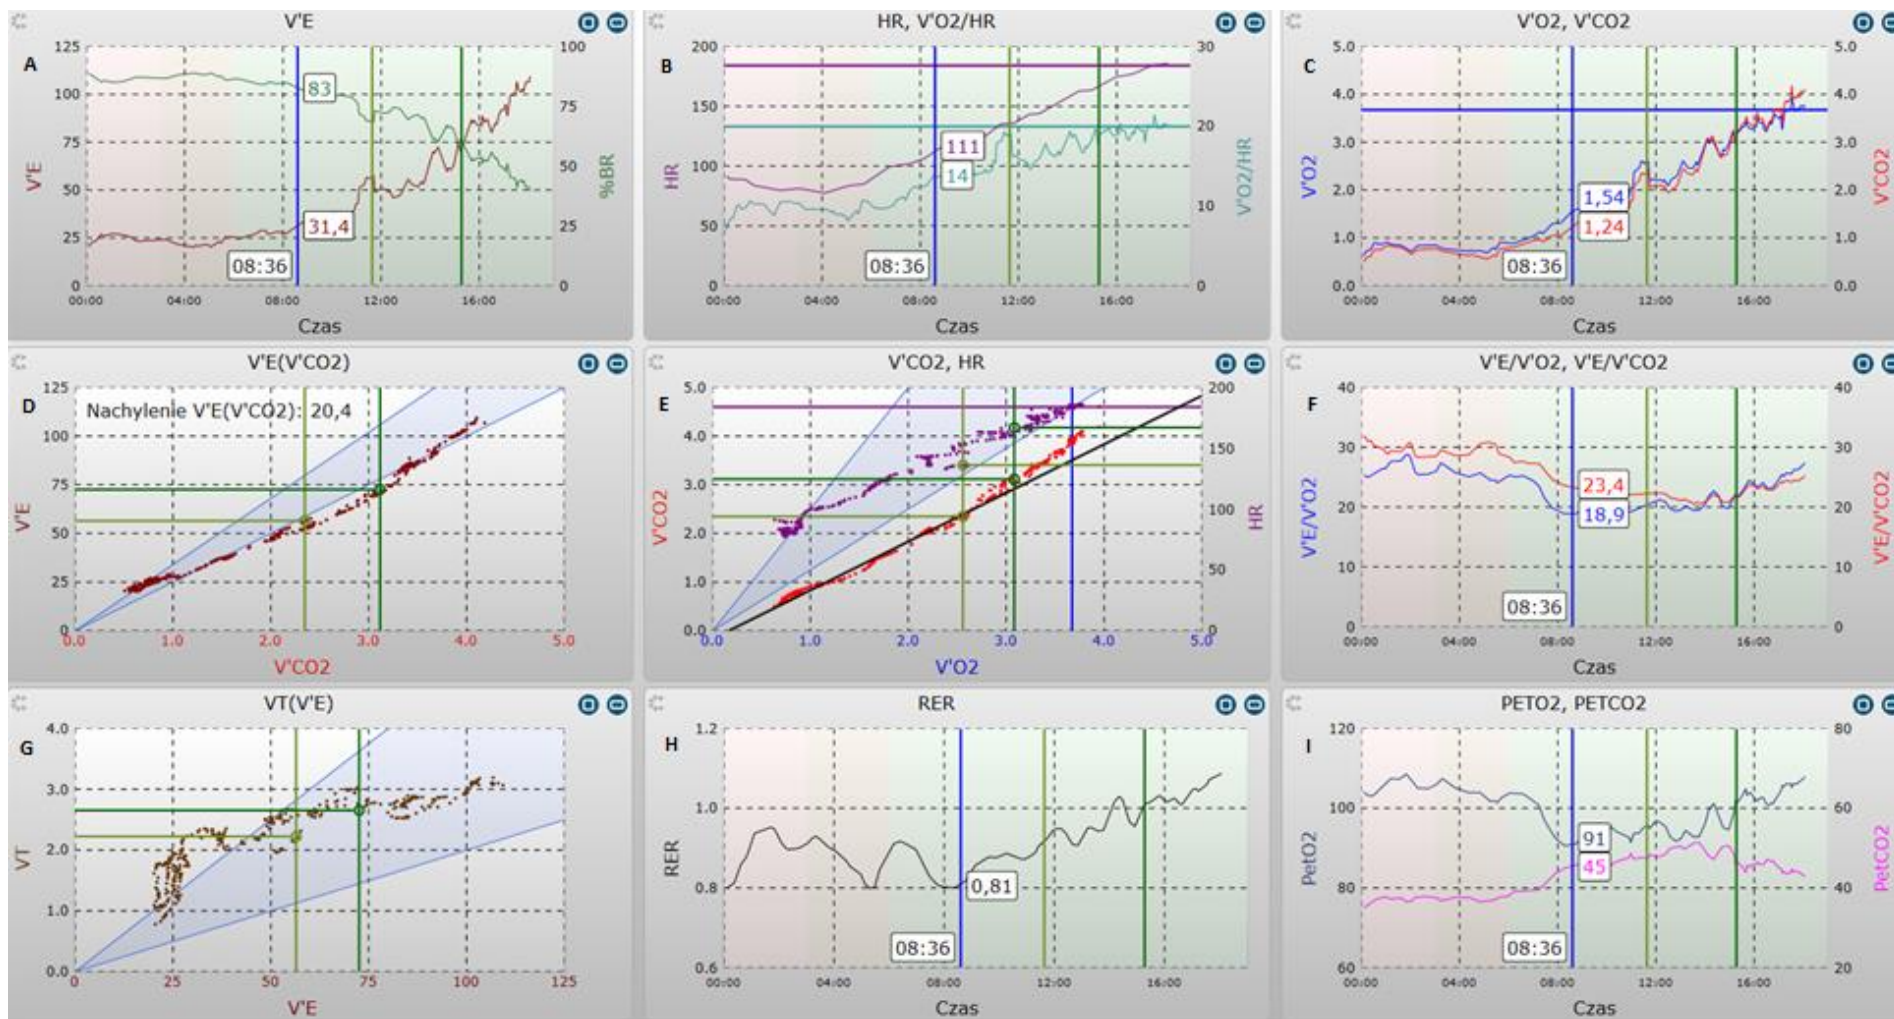 V'E
A
125
100
75
50
25
0
V'E
100
75
50
25
0
%BR
83
31,4
08:36
00:00 04:00 08:00 12:00 16:00
Czas
HR, V'O2/HR
B
200
150
100
50
0
HR
30
20
10
0
V'O2/HR
111
14
08:36
00:00 04:00 08:00 12:00 16:00
Czas
V'O2, V'CO2
C
5.0
4.0
3.0
2.0
1.0
0.0
V'O2
5.0
4.0
3.0
2.0
1.0
0.0
V'CO2
1,54
1,24
08:36
00:00 04:00 08:00 12:00 16:00
Czas
V'E(V'CO2)
D
Nachylenie V'E(V'CO2): 20,4
125
100
75
50
25
0
V'E
0.0 1.0 2.0 3.0 4.0 5.0
V'CO2
V'CO2, HR
E
5.0
4.0
3.0
2.0
1.0
0.0
V'CO2
200
150
100
50
0
HR
0.0 1.0 2.0 3.0 4.0 5.0
V'O2
V'E/V'O2, V'E/V'CO2
F
40
30
20
10
0
V'E/V'O2
40
30
20
10
0
V'E/V'CO2
23,4
18,9
08:36
00:00 04:00 08:00 12:00 16:00
Czas
VT(V'E)
G
4.0
3.0
2.0
1.0
0.0
VT
0 25 50 75 100 125
V'E
RER
H
1.2
1.0
0.8
0.6
RER
0,81
08:36
00:00 04:00 08:00 12:00 16:00
Czas
PETO2, PETCO2
I
120
100
80
60
PetO2
80
60
40
20
PetCO2
91
45
08:36
00:00 04:00 08:00 12:00 16:00
Czas